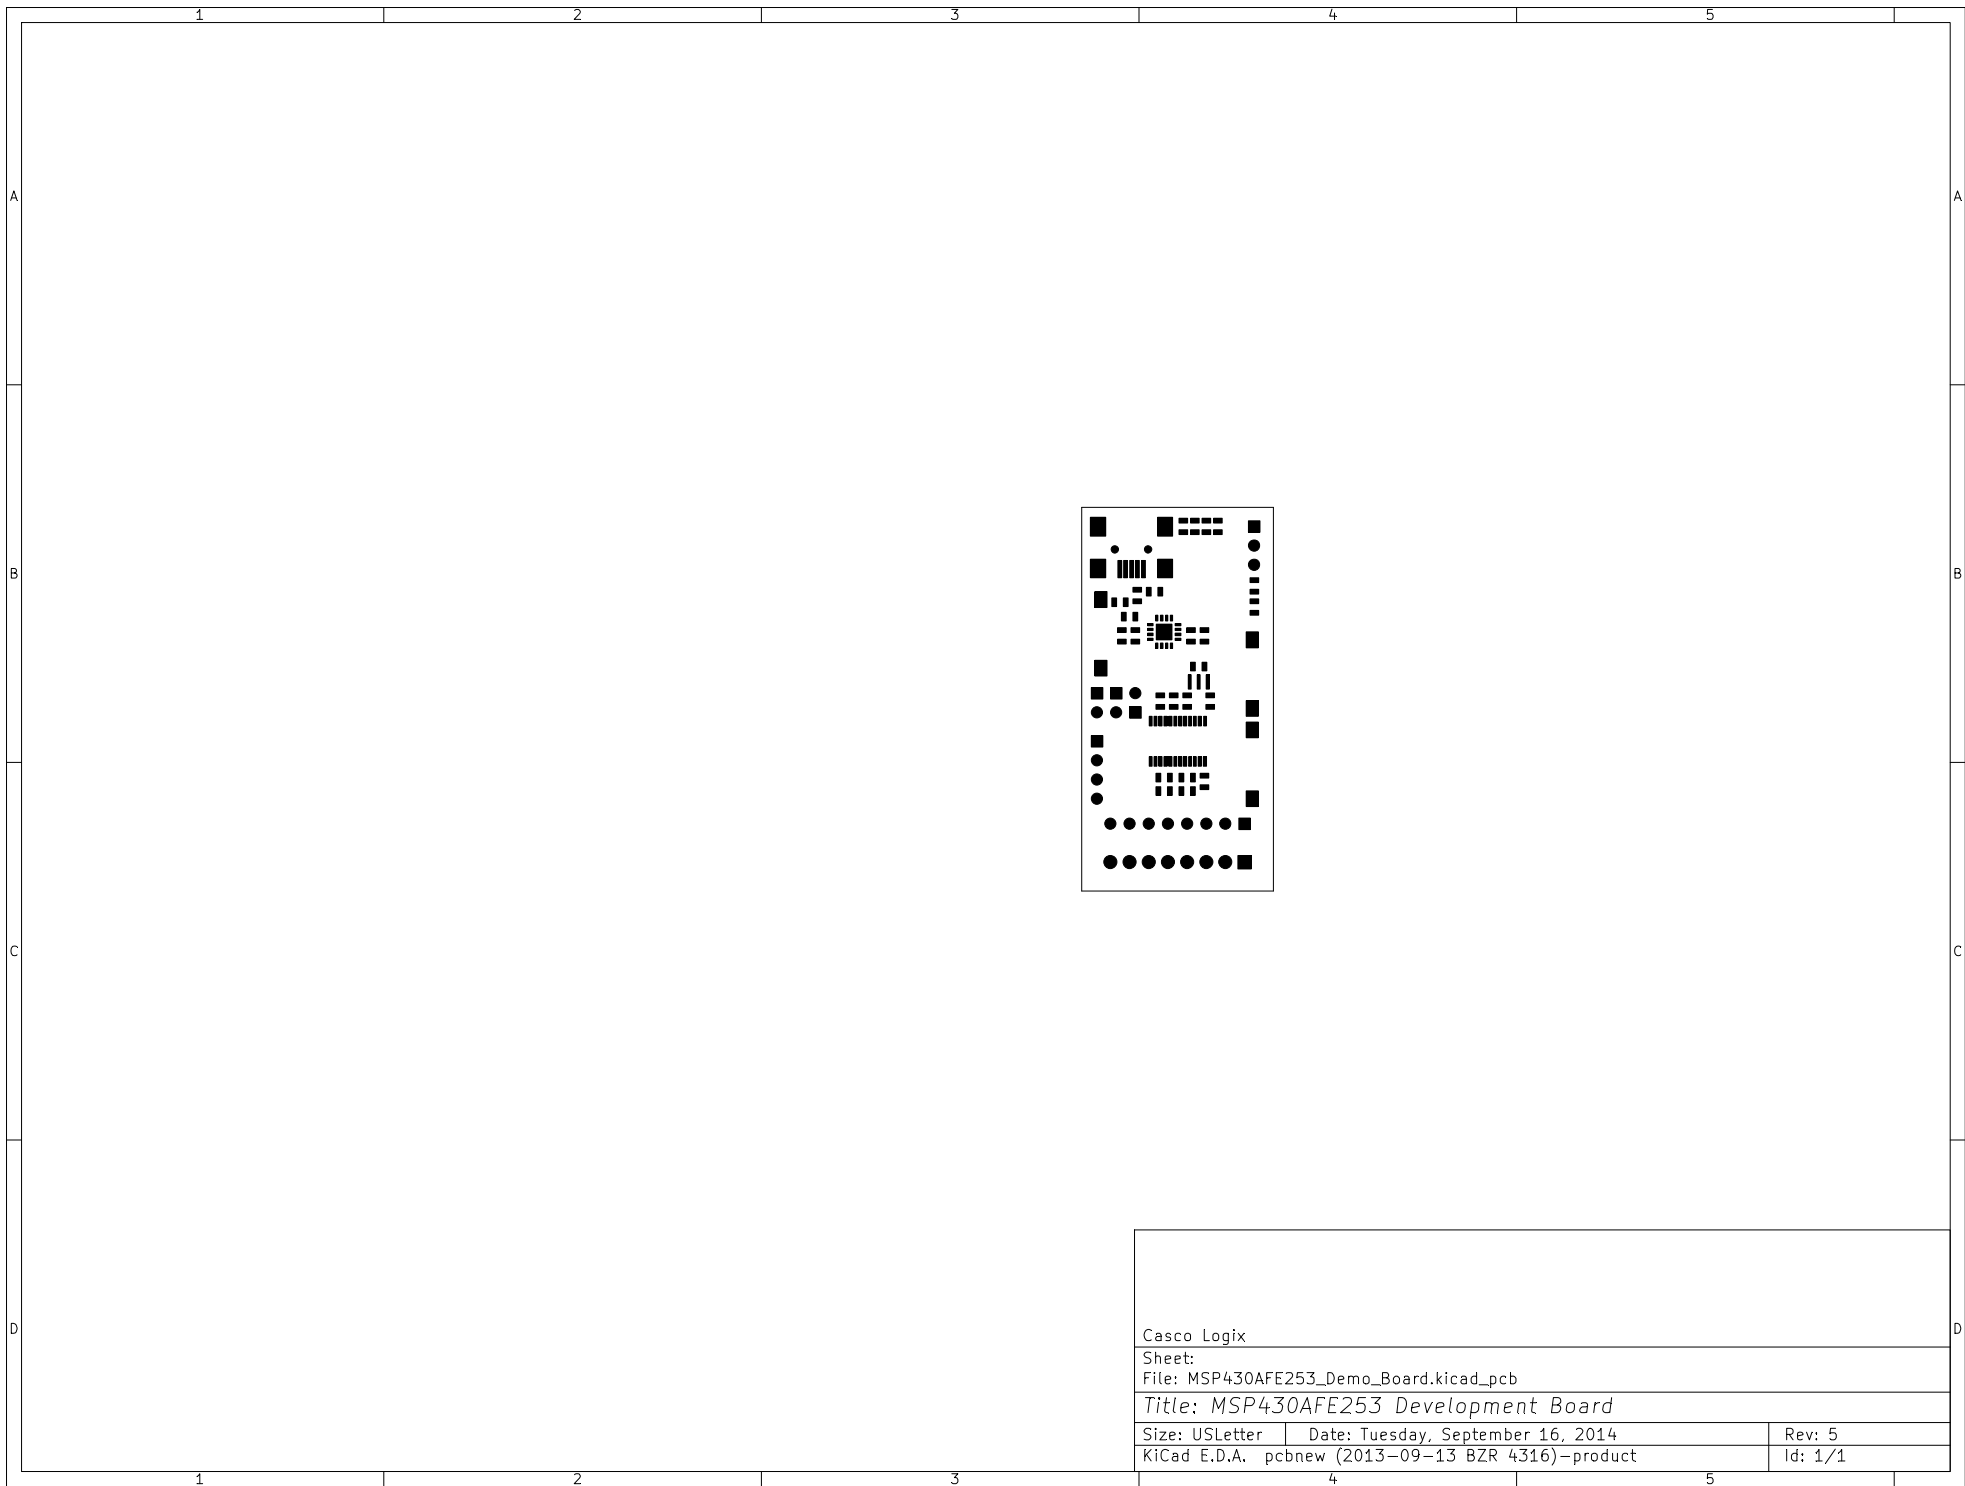 1 2 3 4 5
A A
B B
C C
D D
Casco Logix
Sheet:
File: MSP430AFE253_Demo_Board.kicad_pcb
Title: MSP430AFE253 Development Board
Size: USLetter Date: Tuesday, September 16, 2014 Rev: 5
KiCad E.D.A. pcbnew (2013-09-13 BZR 4316)-product Id: 1/1
1 2 3 4 5